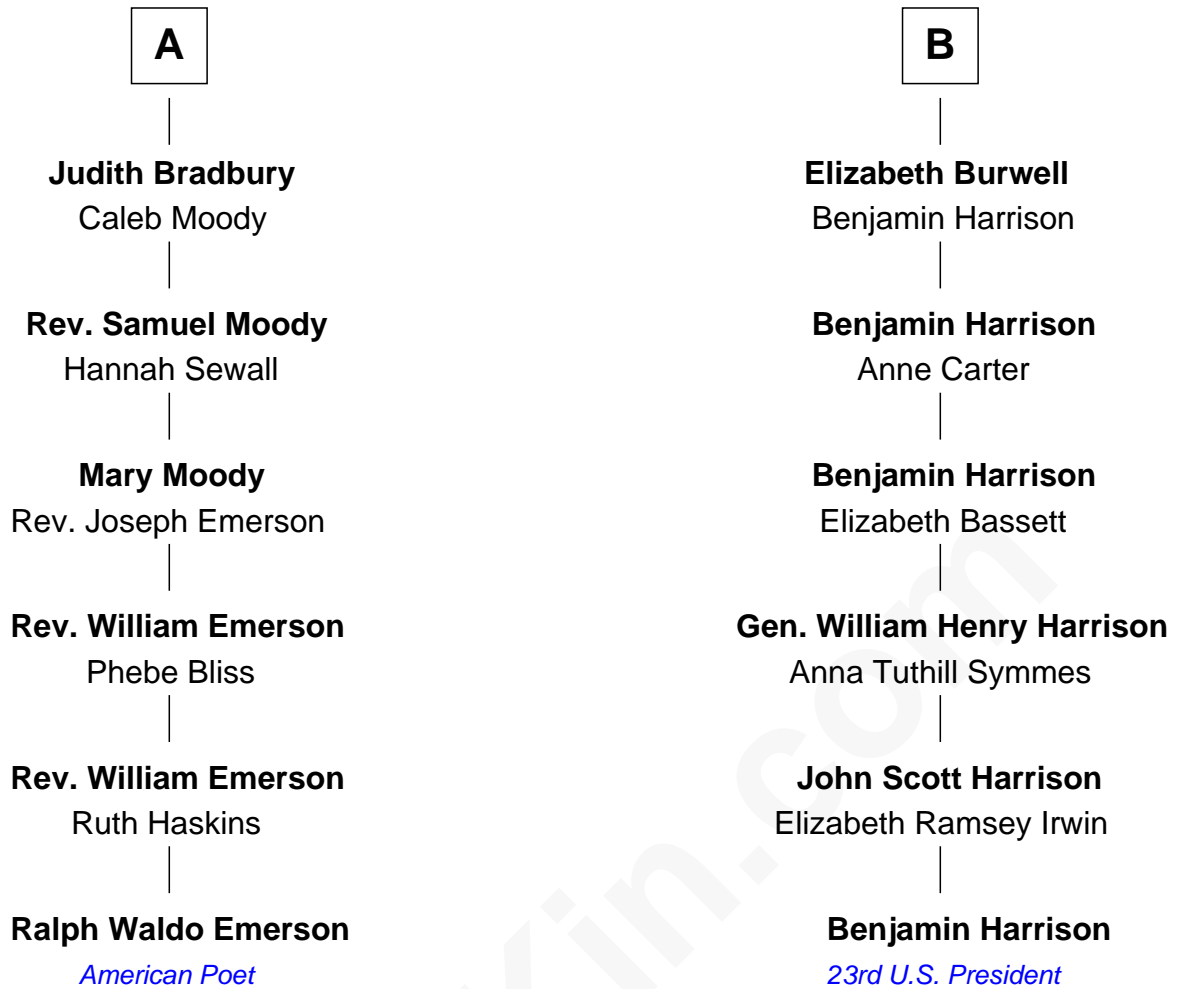 A
Judith Bradbury
Caleb Moody
Rev. Samuel Moody
Hannah Sewall
Mary Moody
Rev. Joseph Emerson
Rev. William Emerson
Phebe Bliss
Rev. William Emerson
Ruth Haskins
Ralph Waldo Emerson
American Poet
B
Elizabeth Burwell
Benjamin Harrison
Benjamin Harrison
Anne Carter
Benjamin Harrison
Elizabeth Bassett
Gen. William Henry Harrison
Anna Tuthill Symmes
John Scott Harrison
Elizabeth Ramsey Irwin
Benjamin Harrison
23rd U.S. President